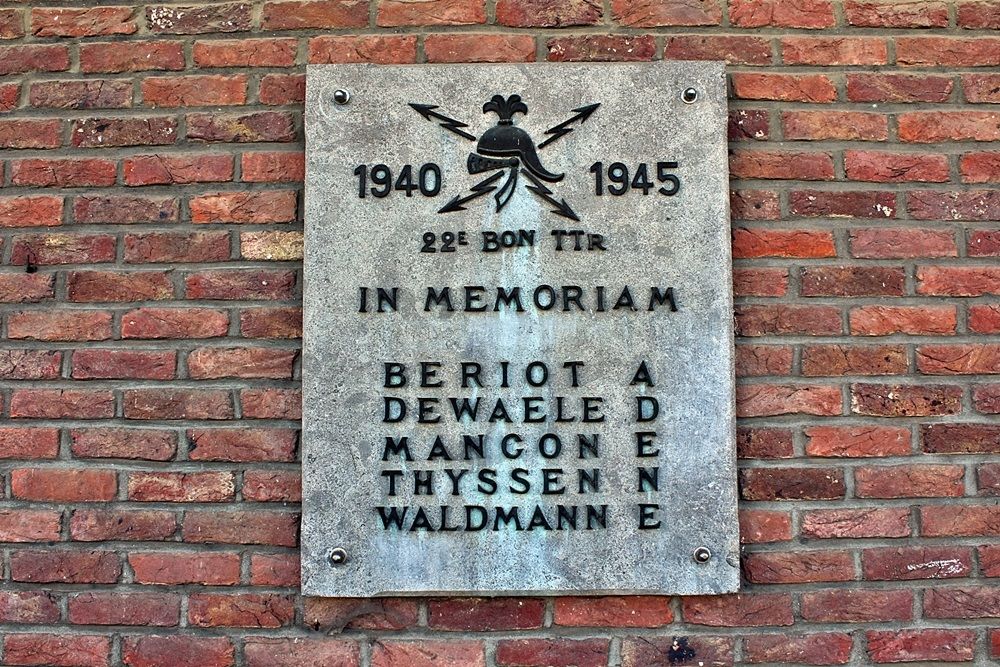 1940 1945
22E BON TTR
IN MEMORIAM
BERIOT A
DEWAELE D
MANGON E
THYSSEN N
WALDMANN E